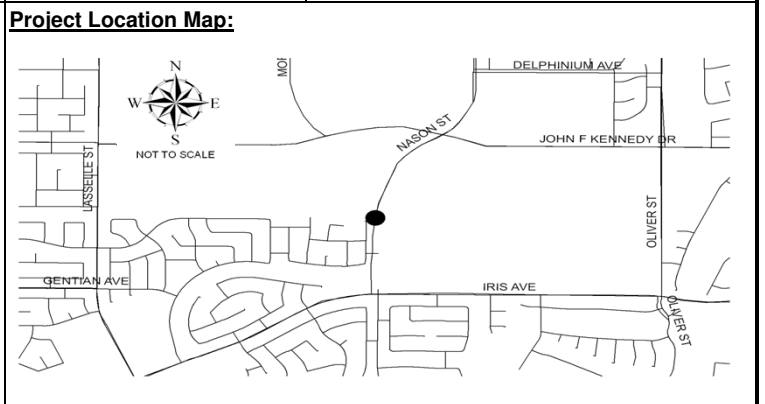 Project Location Map:
N
MOR
DELPHINIUM AVE
W
E
NASON ST
S
JOHN F KENNEDY DR
NOT TO SCALE
LASSELLE ST
OLIVER ST
GENTIAN AVE
IRIS AVE
OLIVER ST